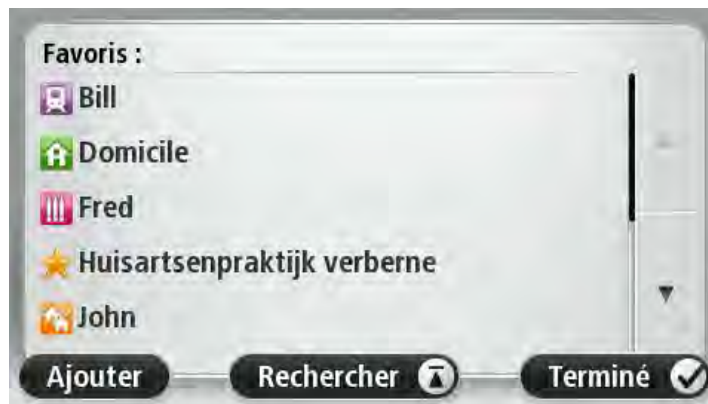 Favoris :
Bill
Domicile
Fred
Huisartsenpraktijk verberne
John
Ajouter Rechercher Terminé